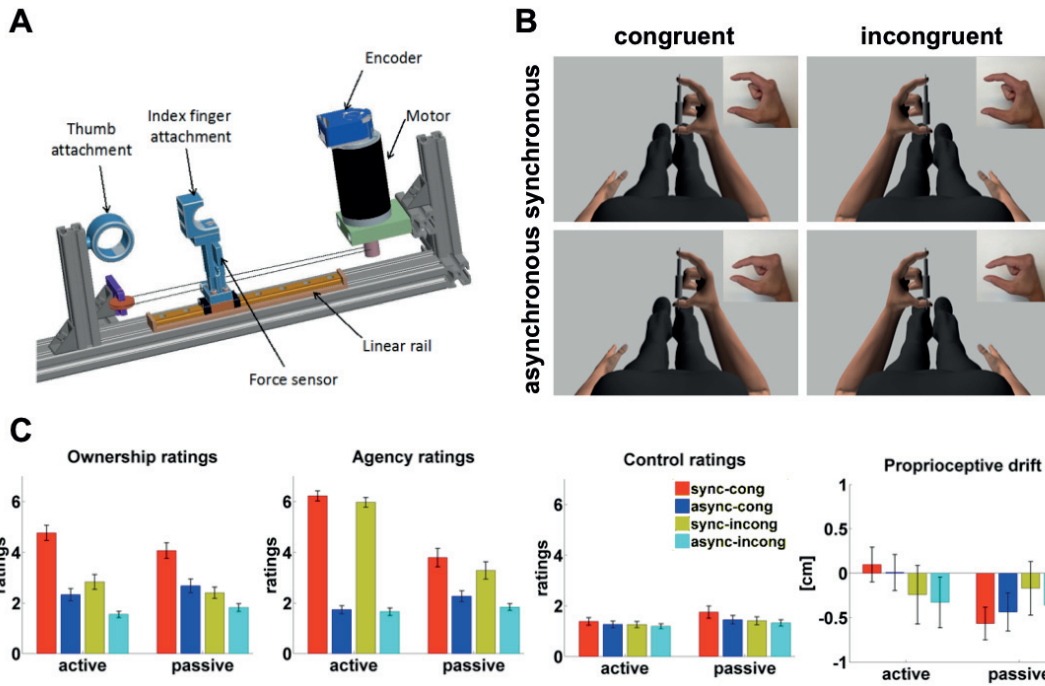 A
Encoder
Index finger
attachment
Thumb
attachment
Motor
Linear rail
Force sensor
B
congruent
incongruent
asynchronous synchronous
C
Ownership ratings
6
4
2
0
ratings
active
passive
Agency ratings
6
4
2
0
ratings
active
passive
Control ratings
6
4
2
0
ratings
sync-cong
async-cong
sync-incong
async-incong
active
passive
Proprioceptive drift
1
0.5
0
-0.5
-1
[cm]
active
passive